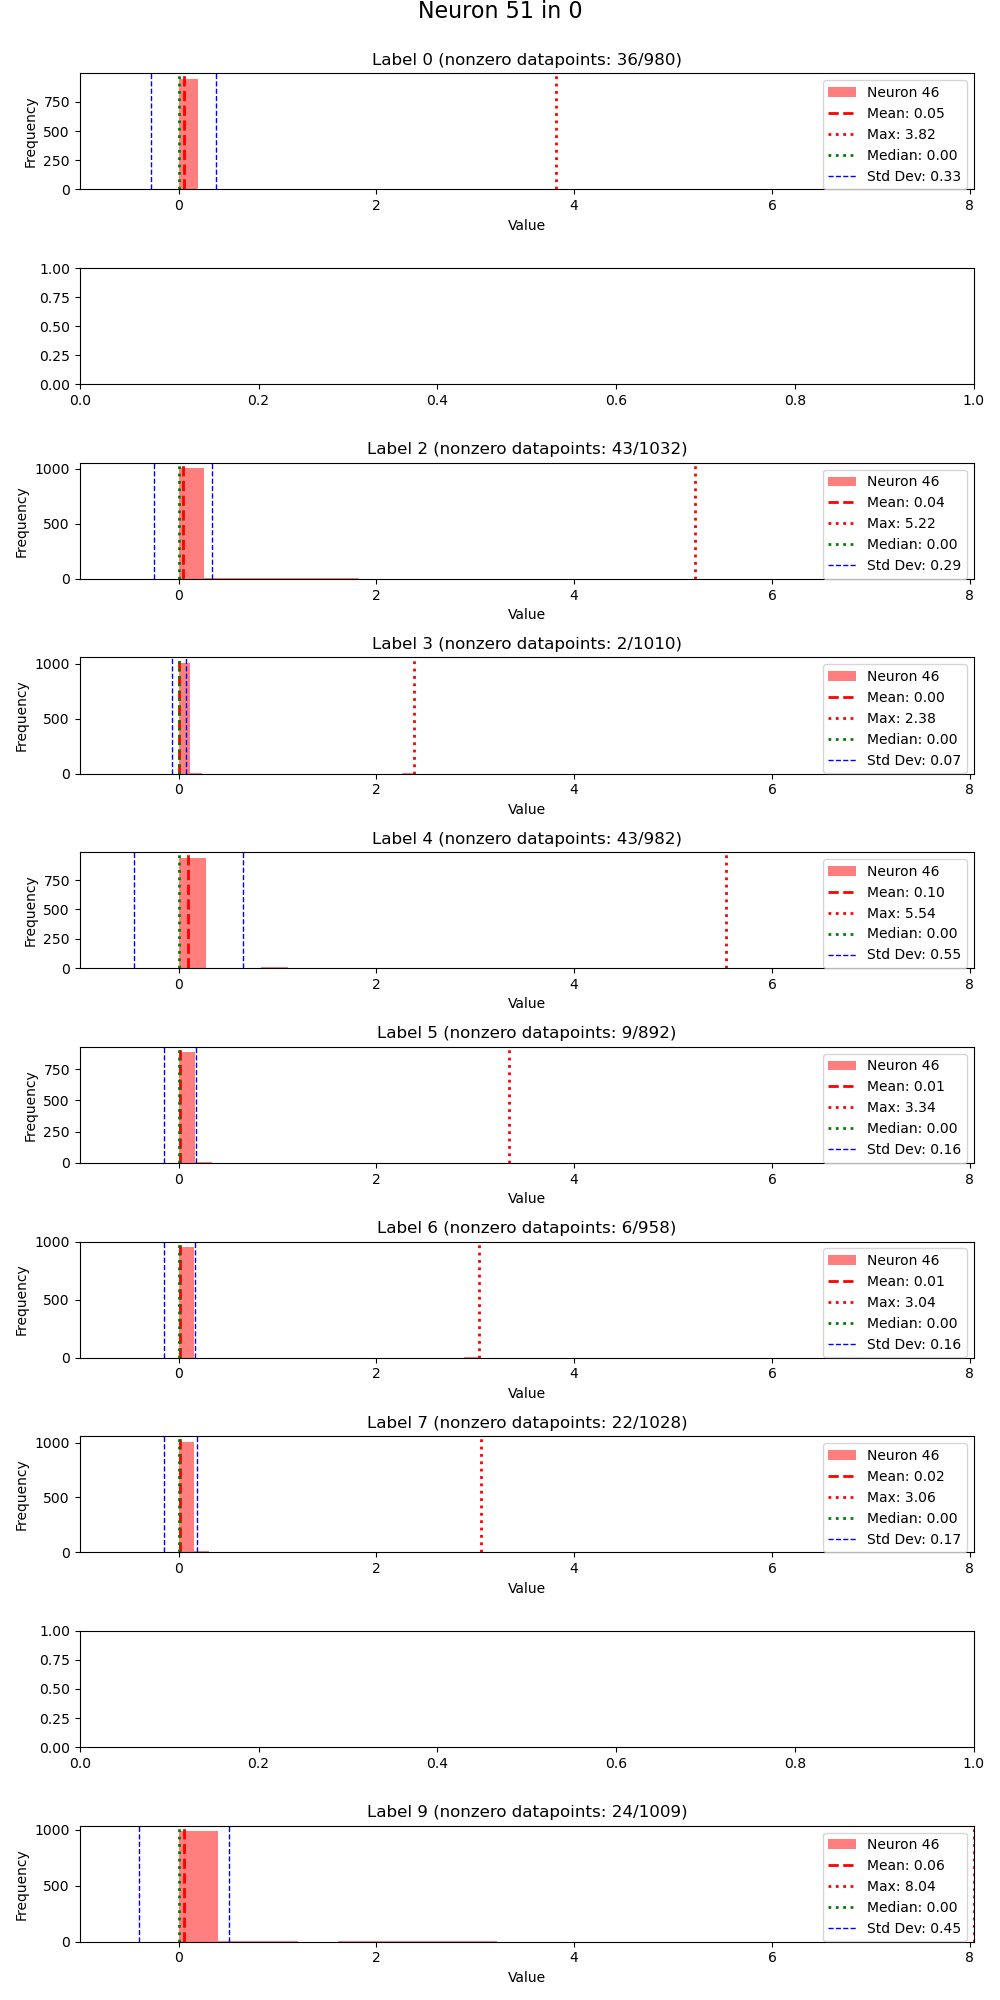 Neuron 51 in 0
Label 0 (nonzero datapoints: 36/980)
Frequency
750
500
250
0
Neuron 46
Mean: 0.05
Max: 3.82
Median: 0.00
Std Dev: 0.33
0 2 4 6 8
Value
1.00
0.75
0.50
0.25
0.00
0.0 0.2 0.4 0.6 0.8 1.0
Label 2 (nonzero datapoints: 43/1032)
Frequency
1000
500
0
Neuron 46
Mean: 0.04
Max: 5.22
Median: 0.00
Std Dev: 0.29
0 2 4 6 8
Value
Label 3 (nonzero datapoints: 2/1010)
Frequency
1000
500
0
Neuron 46
Mean: 0.00
Max: 2.38
Median: 0.00
Std Dev: 0.07
0 2 4 6 8
Value
Label 4 (nonzero datapoints: 43/982)
Frequency
750
500
250
0
Neuron 46
Mean: 0.10
Max: 5.54
Median: 0.00
Std Dev: 0.55
0 2 4 6 8
Value
Label 5 (nonzero datapoints: 9/892)
Frequency
750
500
250
0
Neuron 46
Mean: 0.01
Max: 3.34
Median: 0.00
Std Dev: 0.16
0 2 4 6 8
Value
Label 6 (nonzero datapoints: 6/958)
Frequency
1000
500
0
Neuron 46
Mean: 0.01
Max: 3.04
Median: 0.00
Std Dev: 0.16
0 2 4 6 8
Value
Label 7 (nonzero datapoints: 22/1028)
Frequency
1000
500
0
Neuron 46
Mean: 0.02
Max: 3.06
Median: 0.00
Std Dev: 0.17
0 2 4 6 8
Value
1.00
0.75
0.50
0.25
0.00
0.0 0.2 0.4 0.6 0.8 1.0
Label 9 (nonzero datapoints: 24/1009)
Frequency
1000
500
0
Neuron 46
Mean: 0.06
Max: 8.04
Median: 0.00
Std Dev: 0.45
0 2 4 6 8
Value